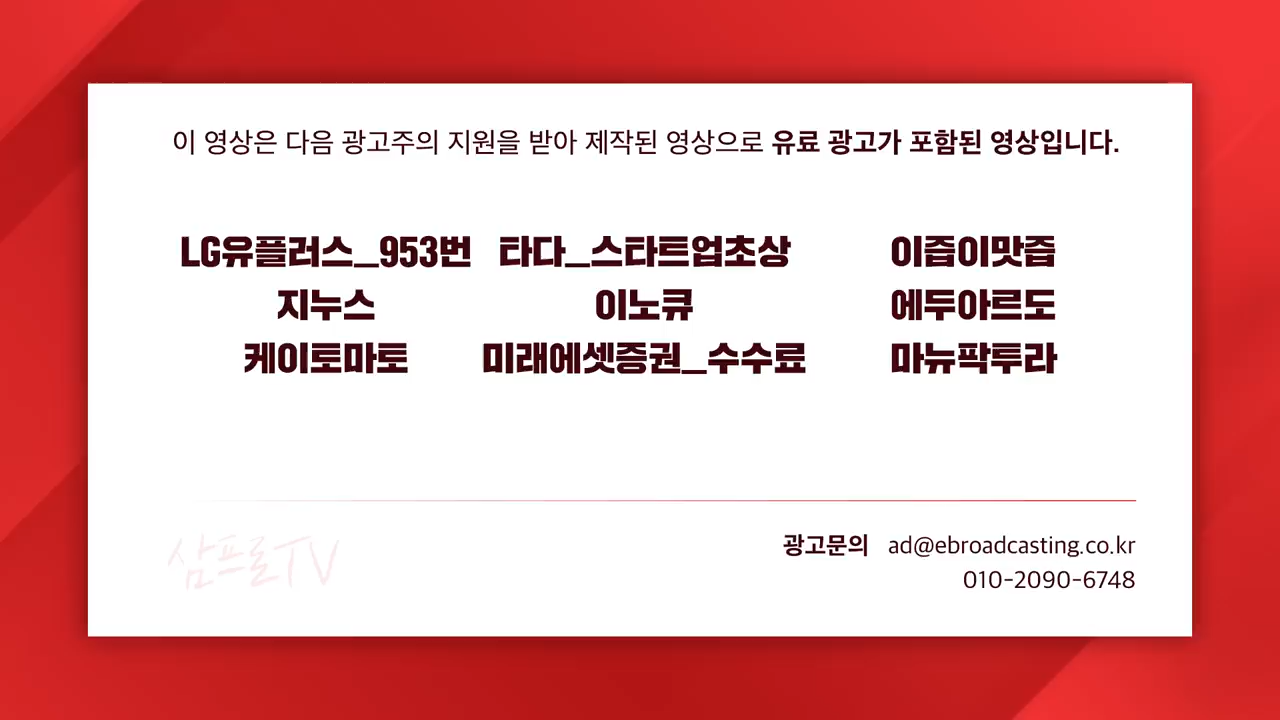 이 영상은 다음 광고주의 지원을 받아 제작된 영상으로 유료 광고가 포함된 영상입니다.
LG유플러스_953번 타다_스타트업초상 이즙이맛즙
지누스 이노큐 에두아르도
케이토마토 미래에셋증권_수수료 마뉴팍투라
삼프로TV
광고문의 ad@ebroadcasting.co.kr
010-2090-6748